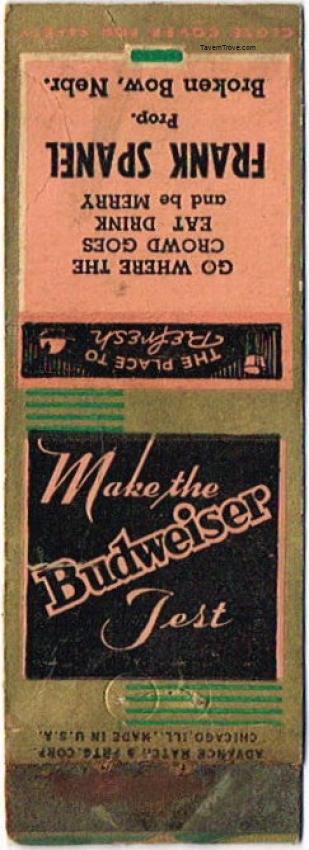 CLOSE COVER FOR SAFETY
TavernTrove.com
GO WHERE THE
CROWD GOES
EAT DRINK
and be MERRY
FRANK SPANEL
Prop.
Broken Bow, Nebr.
THE PLACE TO
Refresh
Make the
Budweiser
Test
ADVANCE MATCH & PRTG. CORP.
CHICAGO, ILL., MADE IN U.S.A.